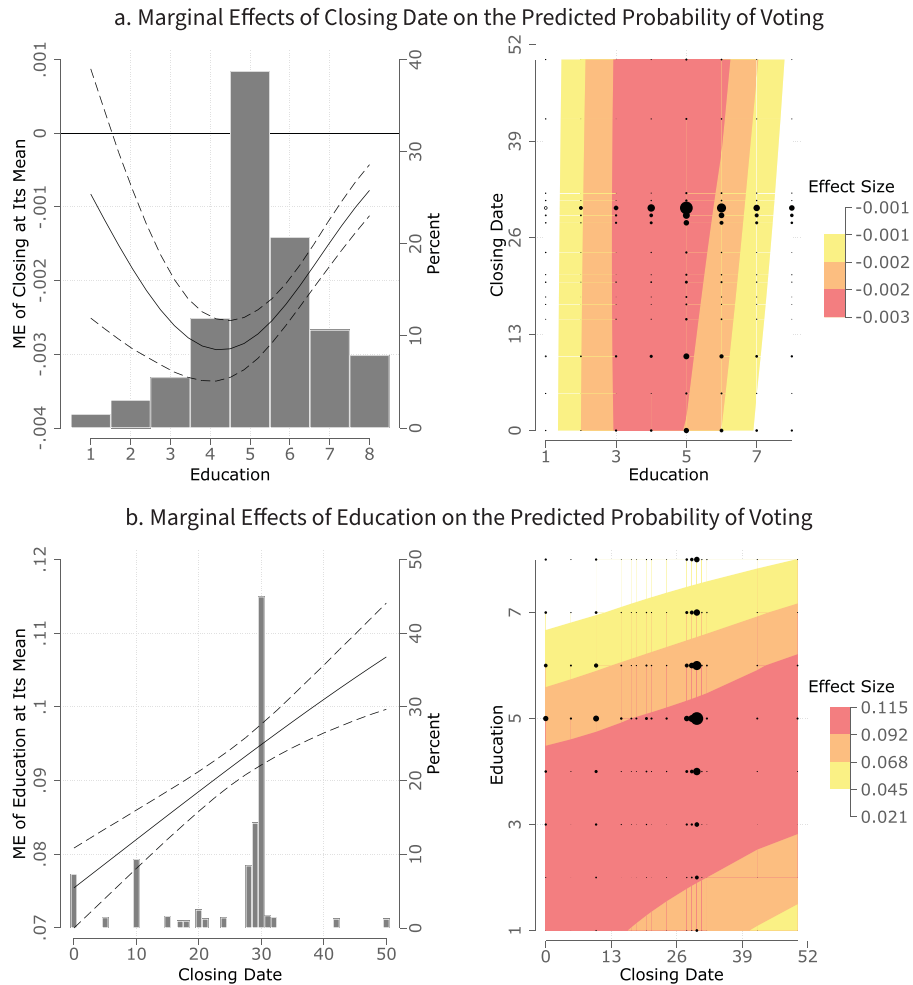 a. Marginal Effects of Closing Date on the Predicted Probability of Voting
ME of Closing at Its Mean
.001
0
-.001
-.002
-.003
-.004
1 2 3 4 5 6 7 8
Education
40
30
20
10
0
Percent
Closing Date
52
39
26
13
0
1 3 5 7
Education
Effect Size
-0.001
-0.001
-0.002
-0.002
-0.003
b. Marginal Effects of Education on the Predicted Probability of Voting
ME of Education at Its Mean
.12
.11
.1
.09
.08
.07
0 10 20 30 40 50
Closing Date
50
40
30
20
10
0
Percent
Education
7
5
3
1
0 13 26 39 52
Closing Date
Effect Size
0.115
0.092
0.068
0.045
0.021